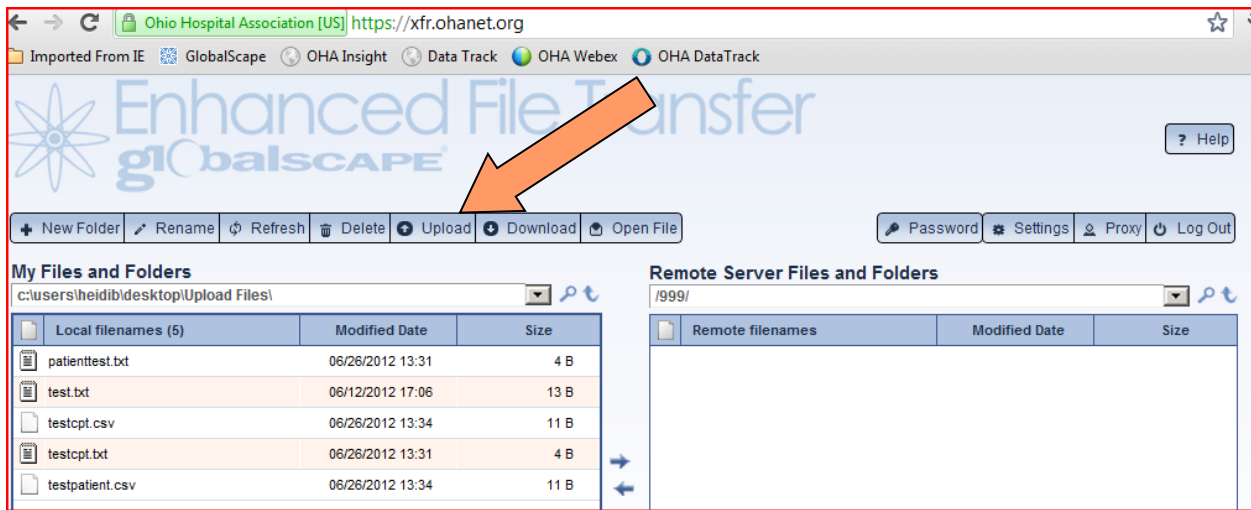 Ohio Hospital Association [US] https://xfr.ohanet.org
Imported From IE GlobalScape OHA Insight Data Track OHA Webex OHA DataTrack
Enhanced File Transfer
globalSCAPE
? Help
New Folder Rename Refresh Delete Upload Download Open File Password Settings Proxy Log Out
My Files and Folders
c:\users\heidib\desktop\Upload Files\
Local filenames (5) Modified Date Size
patienttest.txt 06/26/2012 13:31 4 B
test.txt 06/12/2012 17:06 13 B
testcpt.csv 06/26/2012 13:34 11 B
testcpt.txt 06/26/2012 13:31 4 B
testpatient.csv 06/26/2012 13:34 11 B
Remote Server Files and Folders
/999/
Remote filenames Modified Date Size